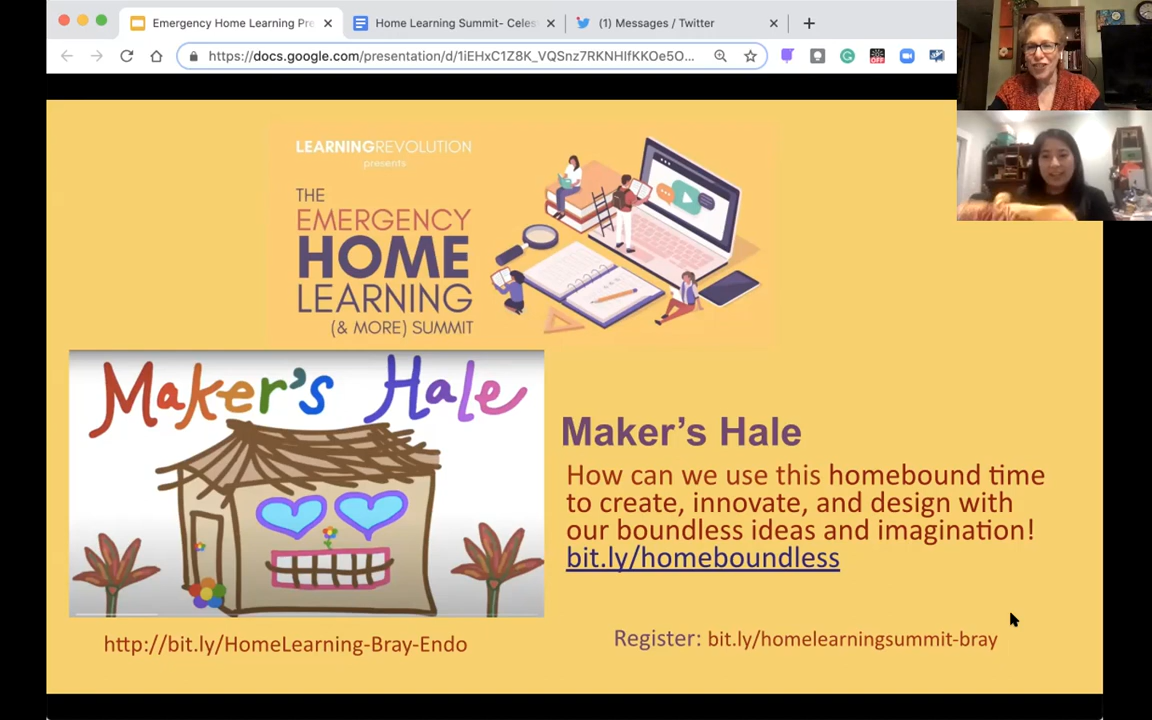 Emergency Home Learning Pre
Home Learning Summit- Celes
(1) Messages / Twitter
https://docs.google.com/presentation/d/1iEHxC1Z8K_VQSnz7RKNHIfKKOe5O...
OFF
LEARNINGREVOLUTION
presents
THE
EMERGENCY
HOME
LEARNING
(& MORE) SUMMIT
Maker's Hale
Maker's Hale
How can we use this homebound time
to create, innovate, and design with
our boundless ideas and imagination!
bit.ly/homeboundless
http://bit.ly/HomeLearning-Bray-Endo
Register: bit.ly/homelearningsummit-bray